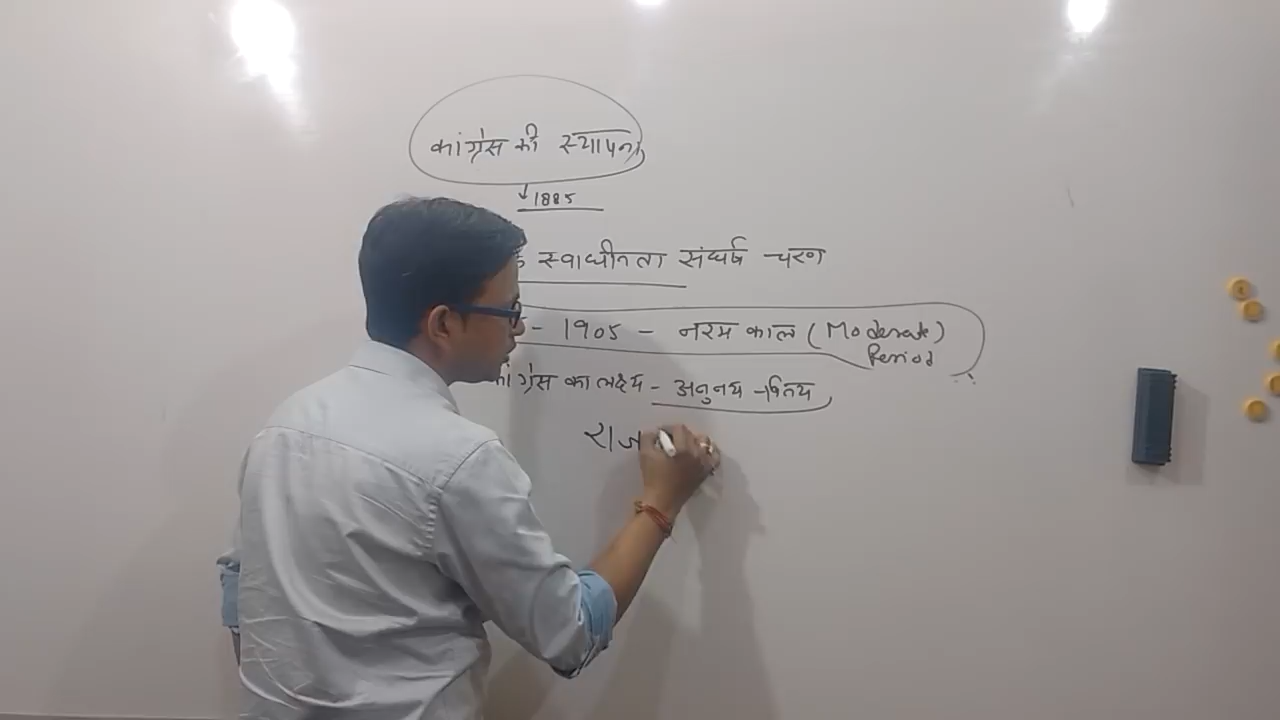 कांग्रेस की स्थापना
↓ 1885
स्वाधीनता संघर्ष चरण
- 1905 - नरम काल (Moderate)
Period
कांग्रेस का लक्ष्य - अनुनय - विनय
राज